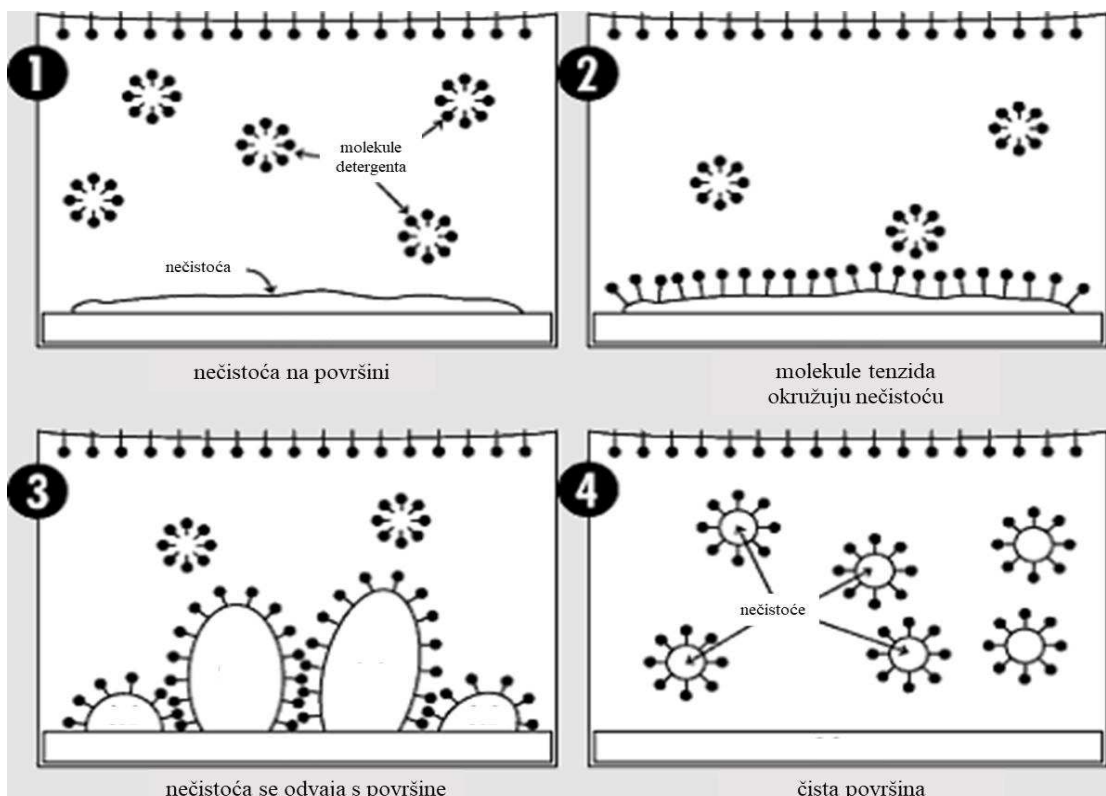 1
molekule
detergenta
nečistoća
nečistoća na površini
2
molekule tenzida
okružuju nečistoću
3
nečistoća se odvaja s površine
4
nečistoće
čista površina